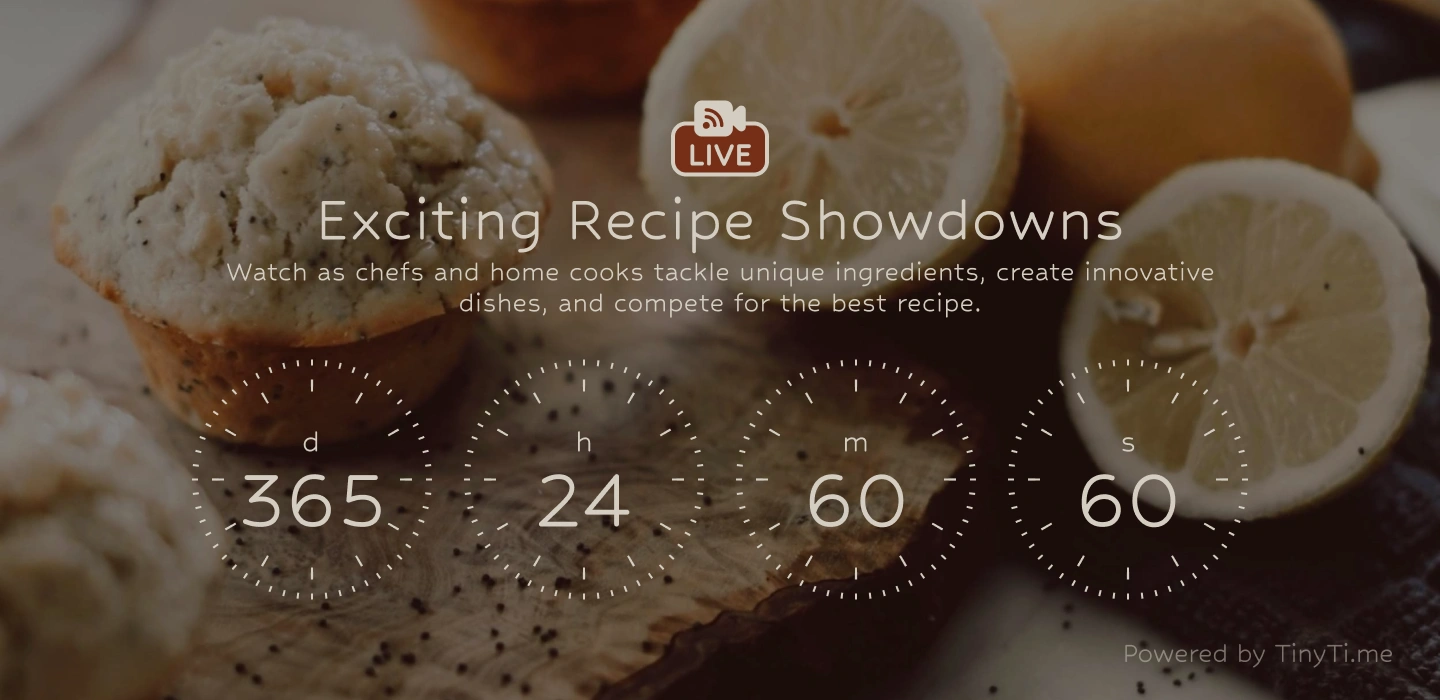 LIVE
Exciting Recipe Showdowns
Watch as chefs and home cooks tackle unique ingredients, create innovative
dishes, and compete for the best recipe.
d h m s
365 24 60 60
Powered by TinyTi.me